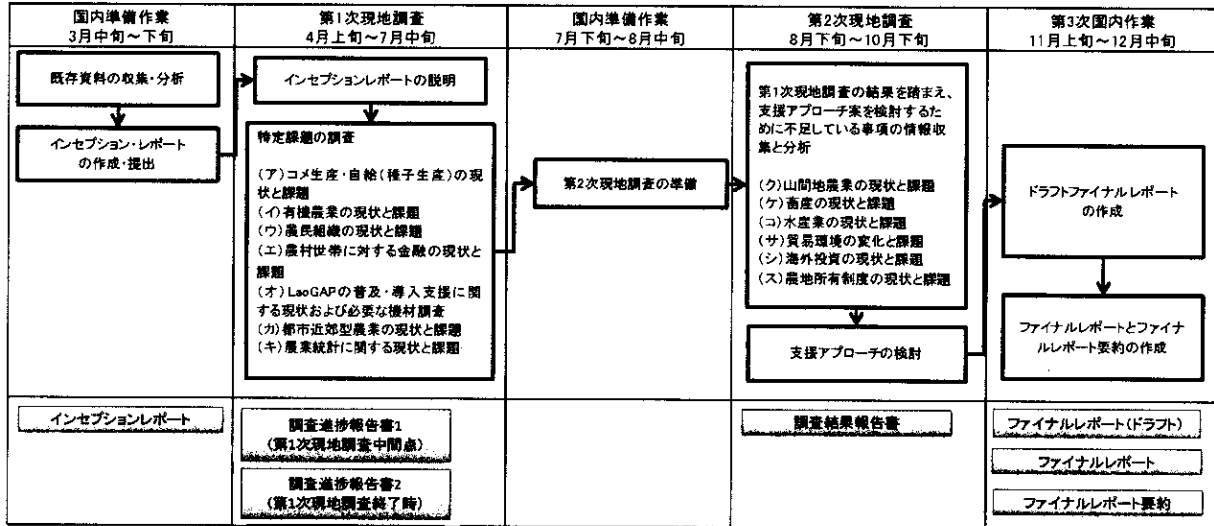 国内準備作業
3月中旬～下旬
第1次現地調査
4月上旬～7月中旬
国内準備作業
7月下旬～8月中旬
第2次現地調査
8月下旬～10月下旬
第3次国内作業
11月上旬～12月中旬
既存資料の収集・分析
インセプション・レポート
の作成・提出
インセプションレポートの説明
特定課題の調査
(ア)コメ生産・自給(種子生産)の現
状と課題
(イ)有機農業の現状と課題
(ウ)農民組織の現状と課題
(エ)農村世帯に対する金融の現状と
課題
(オ)LaoGAPの普及・導入支援に関
する現状および必要な機材調査
(カ)都市近郊型農業の現状と課題
(キ)農業統計に関する現状と課題
第2次現地調査の準備
第1次現地調査の結果を踏まえ、
支援アプローチ案を検討するた
めに不足している事項の情報収
集と分析
(ク)山間地農業の現状と課題
(ケ)畜産の現状と課題
(コ)水産業の現状と課題
(サ)貿易環境の変化と課題
(シ)海外投資の現状と課題
(ス)農地所有制度の現状と課題
支援アプローチの検討
ドラフトファイナルレポート
の作成
ファイナルレポートとファイナ
ルレポート要約の作成
インセプションレポート
調査進捗報告書1
(第1次現地調査中間点)
調査進捗報告書2
(第1次現地調査終了時)
調査結果報告書
ファイナルレポート(ドラフト)
ファイナルレポート
ファイナルレポート要約